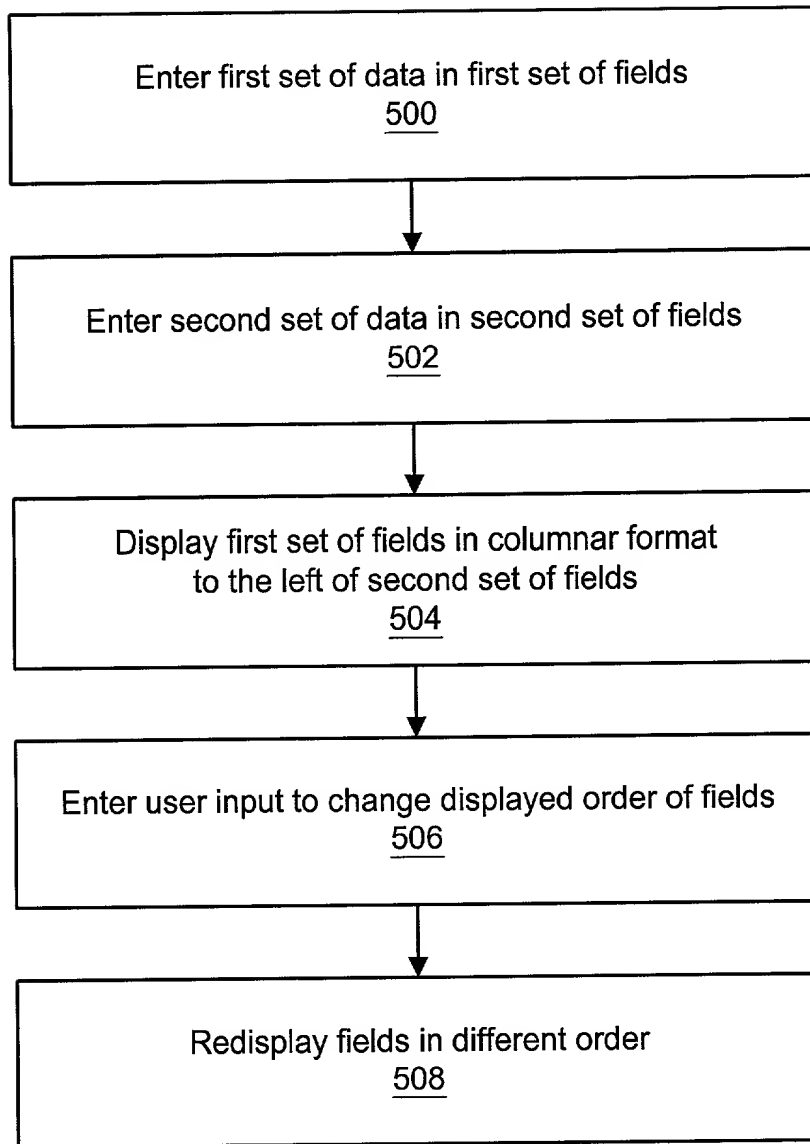 Enter first set of data in first set of fields
500
Enter second set of data in second set of fields
502
Display first set of fields in columnar format
to the left of second set of fields
504
Enter user input to change displayed order of fields
506
Redisplay fields in different order
508